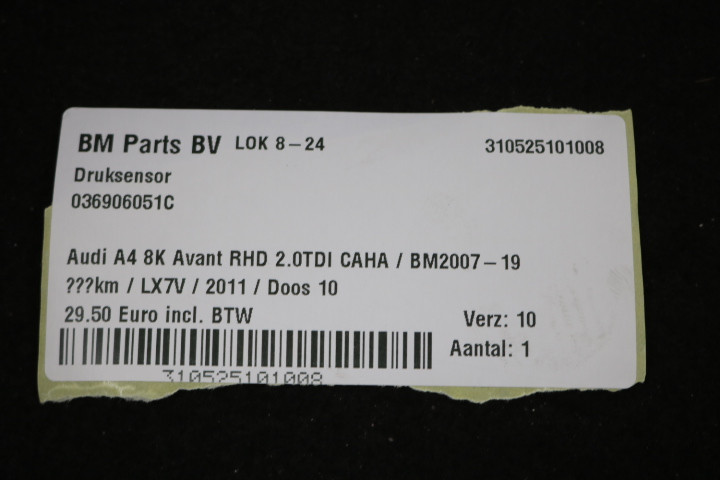 BM Parts BV LOK 8-24 310525101008
Druksensor
036906051C
Audi A4 8K Avant RHD 2.0TDI CAHA / BM2007-19
???km / LX7V / 2011 / Doos 10
29.50 Euro incl. BTW Verz: 10
Aantal: 1
310525101008